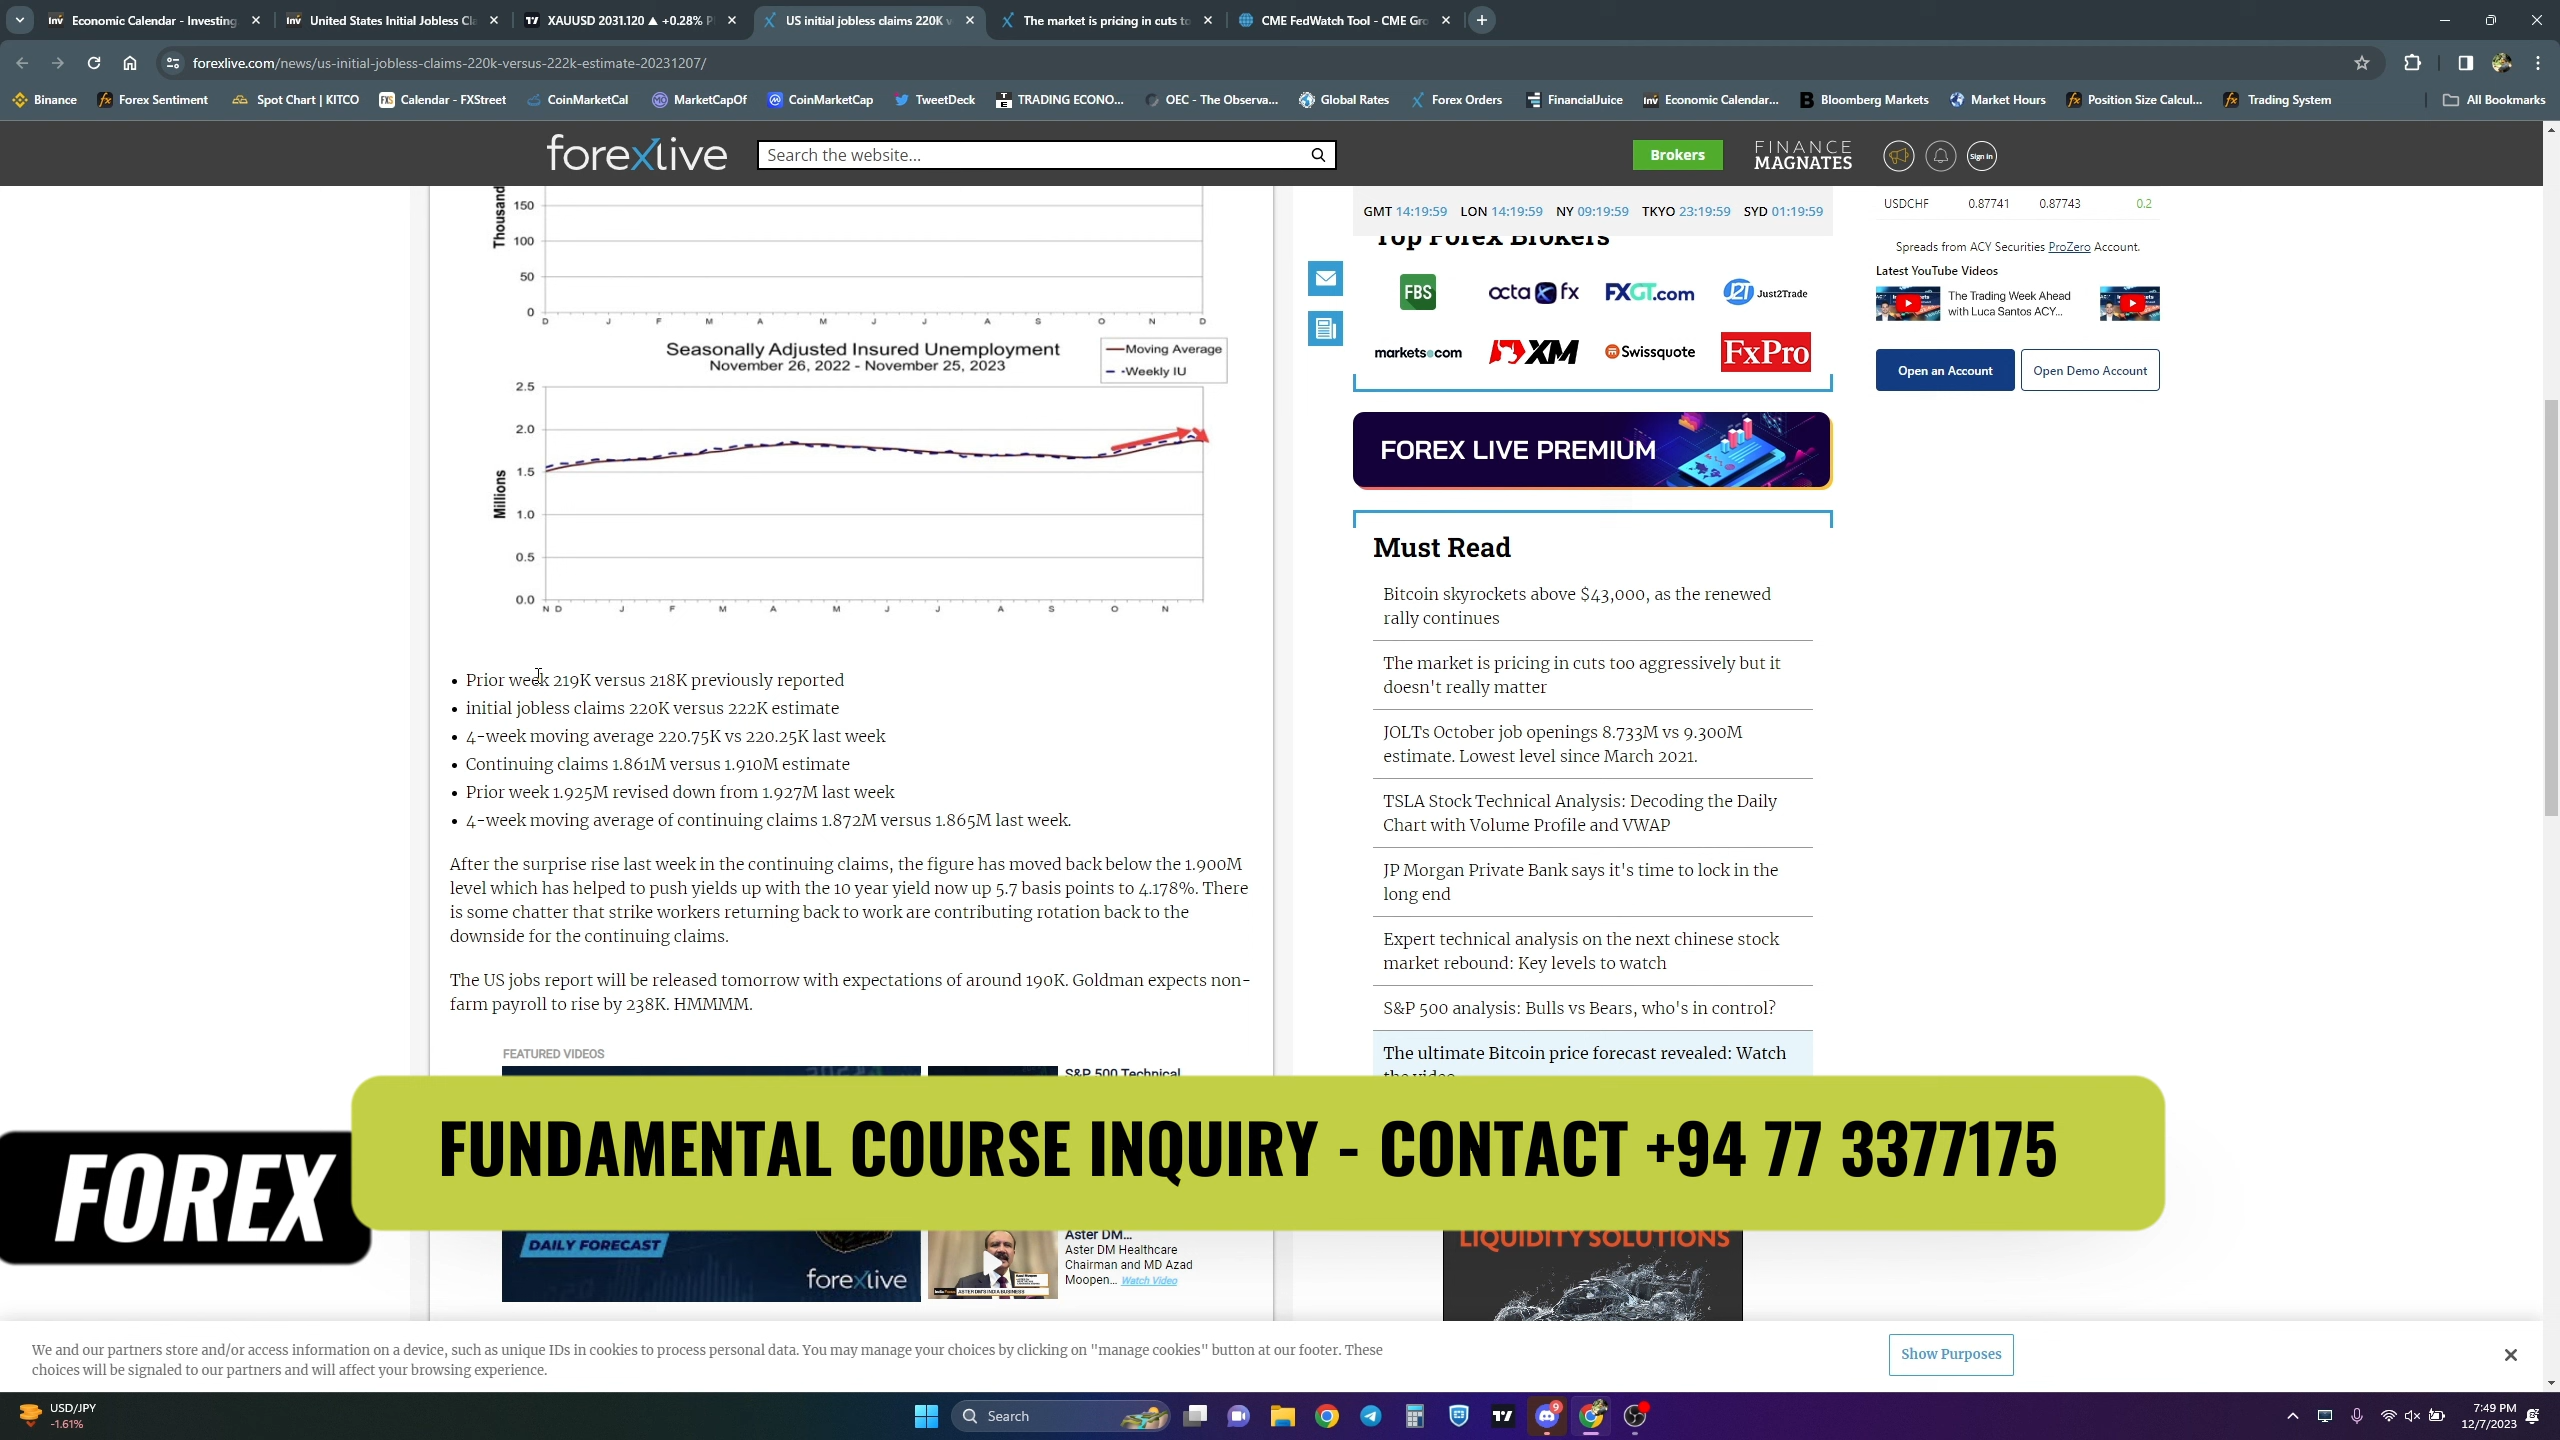 Economic Calendar - Investing
United States Initial Jobless Cl
XAUUSD 2031.120 ▲ +0.28%
US initial jobless claims 220K v
The market is pricing in cuts to
CME FedWatch Tool - CME Gro
forexlive.com/news/us-initial-jobless-claims-220k-versus-222k-estimate-20231207/
Binance
Forex Sentiment
Spot Chart | KITCO
Calendar - FXStreet
CoinMarketCal
MarketCapOf
CoinMarketCap
TweetDeck
TRADING ECONO...
OEC - The Observa...
Global Rates
Forex Orders
FinancialJuice
Economic Calendar...
Bloomberg Markets
Market Hours
Position Size Calcul...
Trading System
All Bookmarks
forexlive
Search the website...
Brokers
FINANCE
MAGNATES
Sign in
Thousand
150
100
50
0
D J F M A M J J A S O N D
Seasonally Adjusted Insured Unemployment
November 26, 2022 - November 25, 2023
Moving Average
Weekly IU
Millions
2.5
2.0
1.5
1.0
0.5
0.0
N D J F M A M J J A S O N
• Prior week 219K versus 218K previously reported
• initial jobless claims 220K versus 222K estimate
• 4-week moving average 220.75K vs 220.25K last week
• Continuing claims 1.861M versus 1.910M estimate
• Prior week 1.925M revised down from 1.927M last week
• 4-week moving average of continuing claims 1.872M versus 1.865M last week.
After the surprise rise last week in the continuing claims, the figure has moved back below the 1.900M
level which has helped to push yields up with the 10 year yield now up 5.7 basis points to 4.178%. There
is some chatter that strike workers returning back to work are contributing rotation back to the
downside for the continuing claims.
The US jobs report will be released tomorrow with expectations of around 190K. Goldman expects non-
farm payroll to rise by 238K. HMMMM.
FEATURED VIDEOS
S&P 500 Technical
DAILY FORECAST
forexlive
Aster DM...
Aster DM Healthcare
Chairman and MD Azad
Moopen... Watch Video
GMT 14:19:59 LON 14:19:59 NY 09:19:59 TKYO 23:19:59 SYD 01:19:59
Top Forex Brokers
FBS
octa fx
FXGT.com
Just2Trade
markets.com
XM
Swissquote
FxPro
FOREX LIVE PREMIUM
Must Read
Bitcoin skyrockets above $43,000, as the renewed
rally continues
The market is pricing in cuts too aggressively but it
doesn't really matter
JOLTs October job openings 8.733M vs 9.300M
estimate. Lowest level since March 2021.
TSLA Stock Technical Analysis: Decoding the Daily
Chart with Volume Profile and VWAP
JP Morgan Private Bank says it's time to lock in the
long end
Expert technical analysis on the next chinese stock
market rebound: Key levels to watch
S&P 500 analysis: Bulls vs Bears, who's in control?
The ultimate Bitcoin price forecast revealed: Watch
the video
LIQUIDITY SOLUTIONS
USDCHF 0.87741 0.87743 0.2
Spreads from ACY Securities ProZero Account.
Latest YouTube Videos
The Trading Week Ahead
with Luca Santos ACY...
Open an Account
Open Demo Account
FOREX
FUNDAMENTAL COURSE INQUIRY - CONTACT +94 77 3377175
We and our partners store and/or access information on a device, such as unique IDs in cookies to process personal data. You may manage your choices by clicking on "manage cookies" button at our footer. These
choices will be signaled to our partners and will affect your browsing experience.
Show Purposes
USD/JPY
-1.61%
Search
9
7:49 PM
12/7/2023